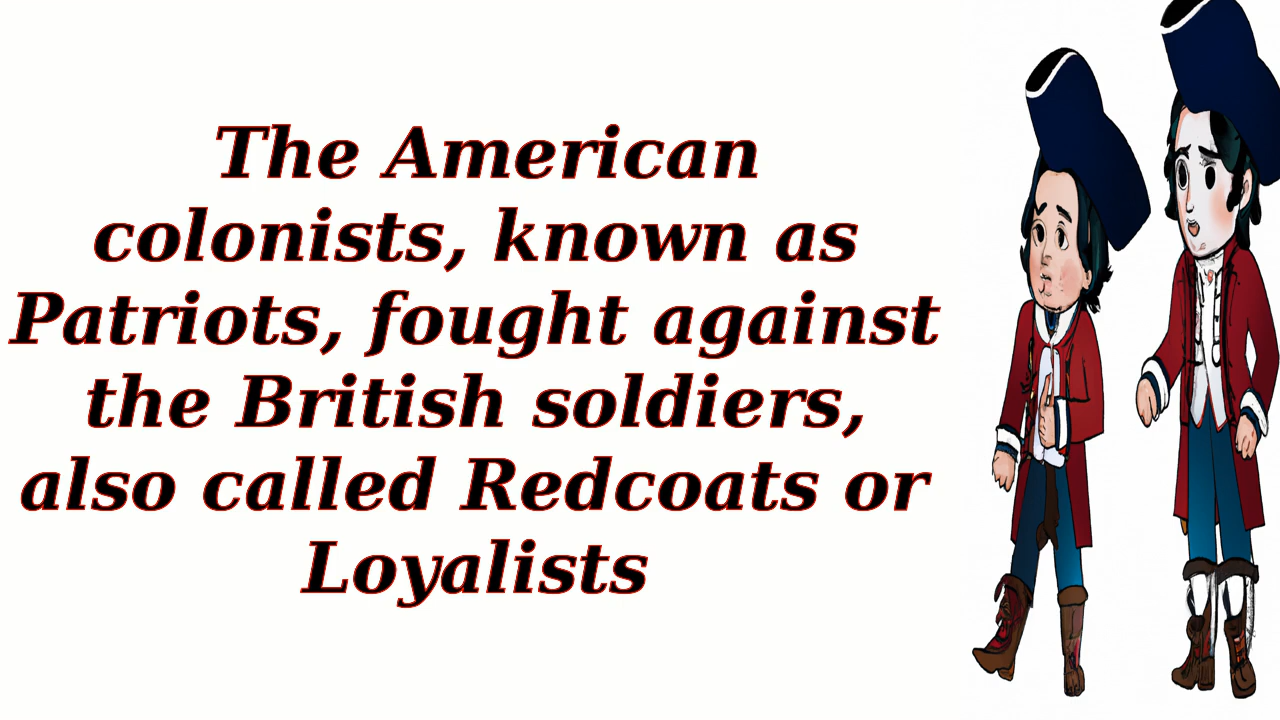 The American
colonists, known as
Patriots, fought against
the British soldiers,
also called Redcoats or
Loyalists